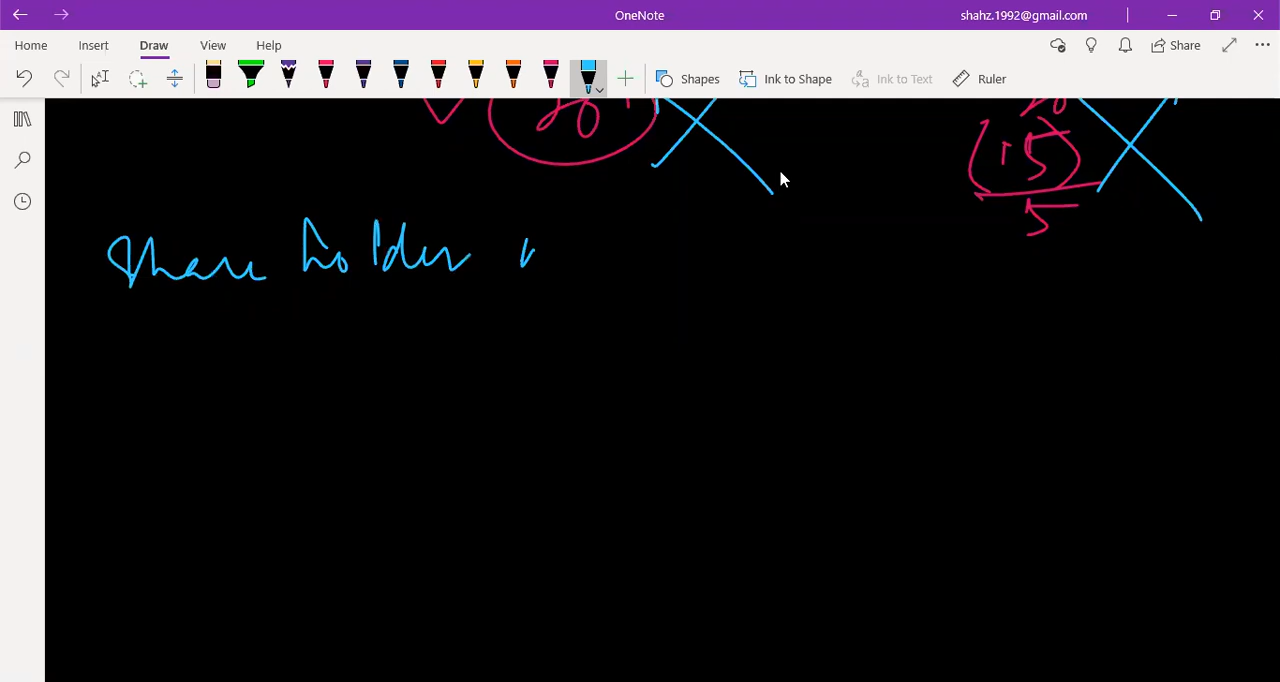 OneNote
shahz.1992@gmail.com
Home Insert Draw View Help
Share
Shapes Ink to Shape Ink to Text Ruler
20
(15)
5
Share holder